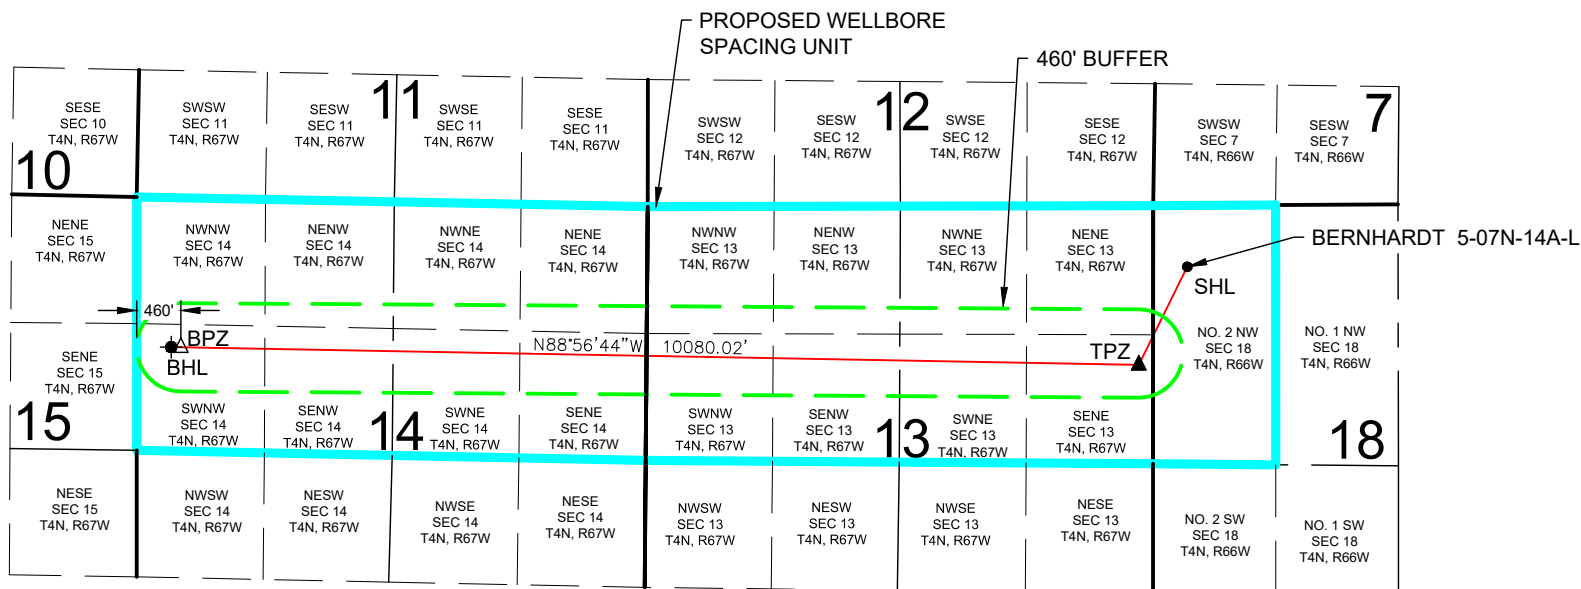 PROPOSED WELLBORE
SPACING UNIT
460' BUFFER
SESE
SEC 10
T4N, R67W
10
SWSW
SEC 11
T4N, R67W
SESW
SEC 11
T4N, R67W
11
SWSE
SEC 11
T4N, R67W
SESE
SEC 11
T4N, R67W
SWSW
SEC 12
T4N, R67W
SESW
SEC 12
T4N, R67W
12
SWSE
SEC 12
T4N, R67W
SESE
SEC 12
T4N, R67W
SWSW
SEC 7
T4N, R66W
SESW
SEC 7
T4N, R66W
7
NENE
SEC 15
T4N, R67W
NWNW
SEC 14
T4N, R67W
NENW
SEC 14
T4N, R67W
NWNE
SEC 14
T4N, R67W
NENE
SEC 14
T4N, R67W
NWNW
SEC 13
T4N, R67W
NENW
SEC 13
T4N, R67W
NWNE
SEC 13
T4N, R67W
NENE
SEC 13
T4N, R67W
BERNHARDT 5-07N-14A-L
SHL
460'
BPZ
BHL
N88°56'44"W 10080.02'
TPZ
NO. 2 NW
SEC 18
T4N, R66W
NO. 1 NW
SEC 18
T4N, R66W
SENE
SEC 15
T4N, R67W
15
SWNW
SEC 14
T4N, R67W
SENW
SEC 14
T4N, R67W
14
SWNE
SEC 14
T4N, R67W
SENE
SEC 14
T4N, R67W
SWNW
SEC 13
T4N, R67W
SENW
SEC 13
T4N, R67W
13
SWNE
SEC 13
T4N, R67W
SENE
SEC 13
T4N, R67W
18
NESE
SEC 15
T4N, R67W
NWSW
SEC 14
T4N, R67W
NESW
SEC 14
T4N, R67W
NWSE
SEC 14
T4N, R67W
NESE
SEC 14
T4N, R67W
NWSW
SEC 13
T4N, R67W
NESW
SEC 13
T4N, R67W
NWSE
SEC 13
T4N, R67W
NESE
SEC 13
T4N, R67W
NO. 2 SW
SEC 18
T4N, R66W
NO. 1 SW
SEC 18
T4N, R66W